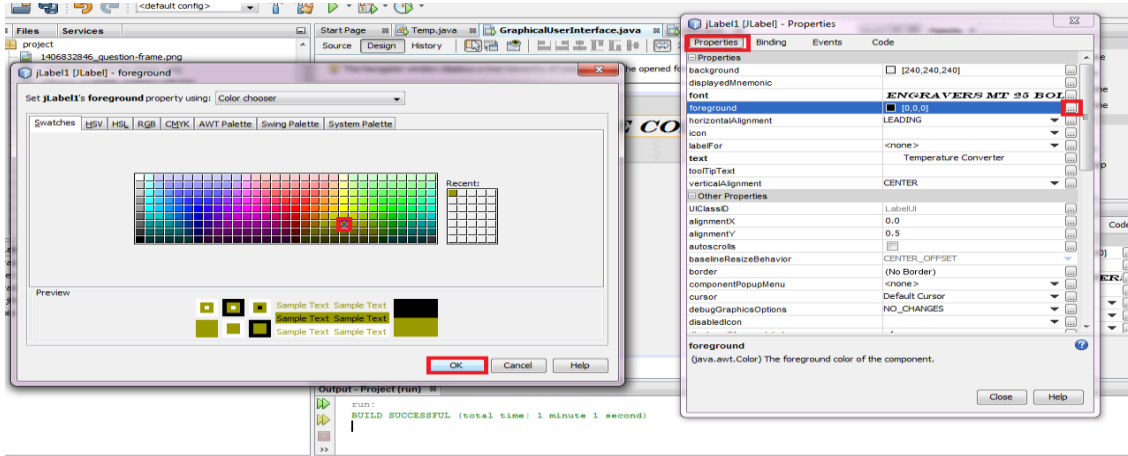 <default config>
Files Services
project
1406832846_question-frame.png
Start Page Temp.java GraphicalUserInterface.java
Source Design History
he opened fo
CO
jLabel1 [JLabel] - foreground
Set jLabel1's foreground property using: Color chooser
Swatches HSV HSL RGB CMYK AWT Palette Swing Palette System Palette
Recent:
Preview
Sample Text Sample Text
Sample Text Sample Text
Sample Text Sample Text
OK Cancel Help
jLabel1 [JLabel] - Properties
Properties Binding Events Code
Properties
background [240,240,240] ...
displayedMnemonic ...
font ENGRAVERS MT 25 BOL ...
foreground [0,0,0] ...
horizontalAlignment LEADING ...
icon ...
labelFor <none> ...
text Temperature Converter ...
toolTipText ...
verticalAlignment CENTER ...
Other Properties
UIClassID LabelUI ...
alignmentX 0.0 ...
alignmentY 0.5 ...
autoscrolls ...
baselineResizeBehavior CENTER_OFFSET
border (No Border) ...
componentPopupMenu <none> ...
cursor Default Cursor ...
debugGraphicsOptions NO_CHANGES ...
disabledIcon ...
foreground
(java.awt.Color) The foreground color of the component.
Close Help
Code
ER
Output - Project (run)
run:
BUILD SUCCESSFUL (total time: 1 minute 1 second)
>>